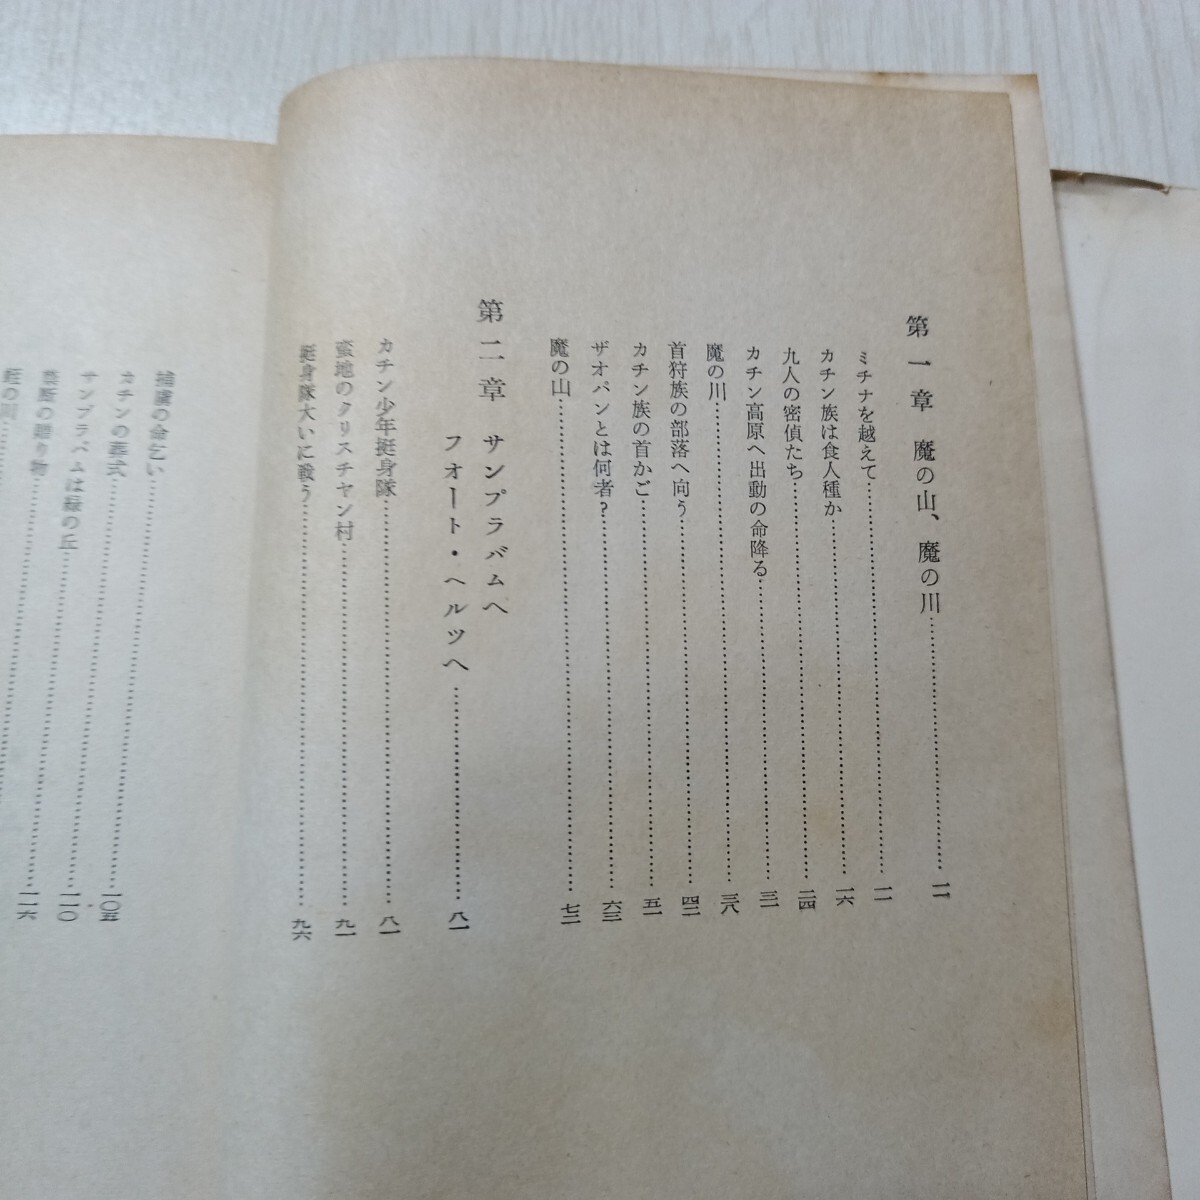 第一章　魔の山、魔の川……一一
ミチナを越えて……一一
カチン族は食人種か……一六
九人の密偵たち……二四
カチン高原へ出動の命降る……三一
魔の川……三八
首狩族の部落へ向う……四二
カチン族の首かご……五一
ザオパンとは何者?……六三
魔の山……七二
第二章　サンプラバムへ
フォート・ヘルツへ……八一
カチン少年挺身隊……八一
蛮地のクリスチャン村……九一
挺身隊大いに戦う……九六
捕虜の命乞い
カチンの葬式……一〇五
サンプラバムは緑の丘……一一〇
禁断の贈り物……一一六
の川